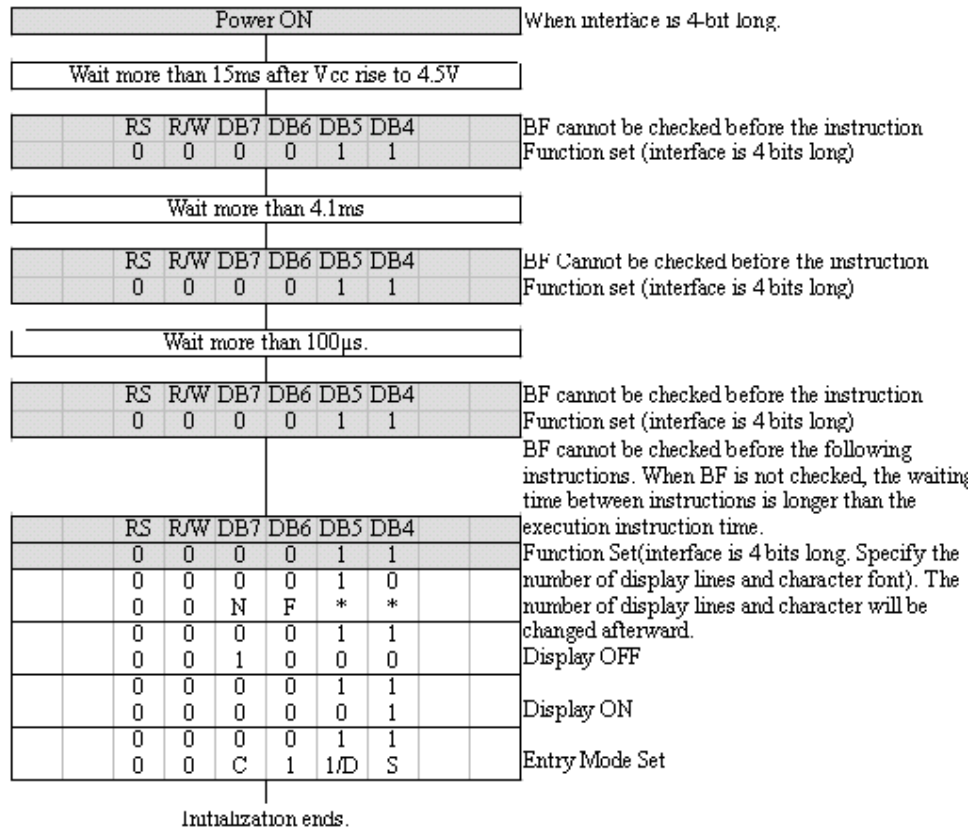 Power ON
When interface is 4-bit long.
Wait more than 15ms after Vcc rise to 4.5V
RS R/W DB7 DB6 DB5 DB4
BF cannot be checked before the instruction
0 0 0 0 1 1
Function set (interface is 4 bits long)
Wait more than 4.1ms
RS R/W DB7 DB6 DB5 DB4
BF Cannot be checked before the instruction
0 0 0 0 1 1
Function set (interface is 4 bits long)
Wait more than 100µs.
RS R/W DB7 DB6 DB5 DB4
BF cannot be checked before the instruction
0 0 0 0 1 1
Function set (interface is 4 bits long)
BF cannot be checked before the following
instructions. When BF is not checked, the waiting
time between instructions is longer than the
execution instruction time.
RS R/W DB7 DB6 DB5 DB4
0 0 0 0 1 1
Function Set(interface is 4 bits long. Specify the
0 0 0 0 1 0
number of display lines and character font). The
0 0 N F * *
number of display lines and character will be
changed afterward.
0 0 0 0 1 1
0 0 1 0 0 0
Display OFF
0 0 0 0 1 1
0 0 0 0 0 1
Display ON
0 0 0 0 1 1
0 0 C 1 1/D S
Entry Mode Set
Initialization ends.